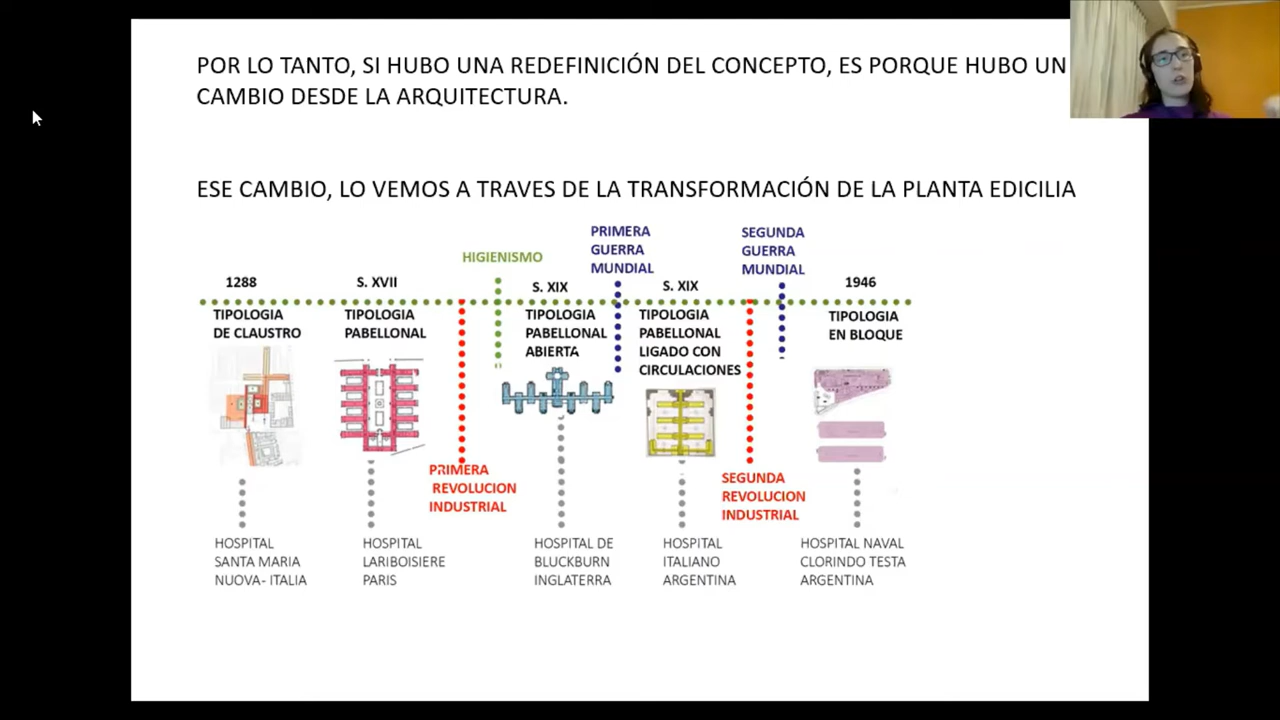 POR LO TANTO, SI HUBO UNA REDEFINICIÓN DEL CONCEPTO, ES PORQUE HUBO UN
CAMBIO DESDE LA ARQUITECTURA.
ESE CAMBIO, LO VEMOS A TRAVES DE LA TRANSFORMACIÓN DE LA PLANTA EDICILIA
HIGIENISMO
PRIMERA
GUERRA
MUNDIAL
SEGUNDA
GUERRA
MUNDIAL
1288
S. XVII
S. XIX
S. XIX
1946
TIPOLOGIA
DE CLAUSTRO
TIPOLOGIA
PABELLONAL
TIPOLOGIA
PABELLONAL
ABIERTA
TIPOLOGIA
PABELLONAL
LIGADO CON
CIRCULACIONES
TIPOLOGIA
EN BLOQUE
PRIMERA
REVOLUCION
INDUSTRIAL
SEGUNDA
REVOLUCION
INDUSTRIAL
HOSPITAL
SANTA MARIA
NUOVA- ITALIA
HOSPITAL
LARIBOISIERE
PARIS
HOSPITAL DE
BLUCKBURN
INGLATERRA
HOSPITAL
ITALIANO
ARGENTINA
HOSPITAL NAVAL
CLORINDO TESTA
ARGENTINA